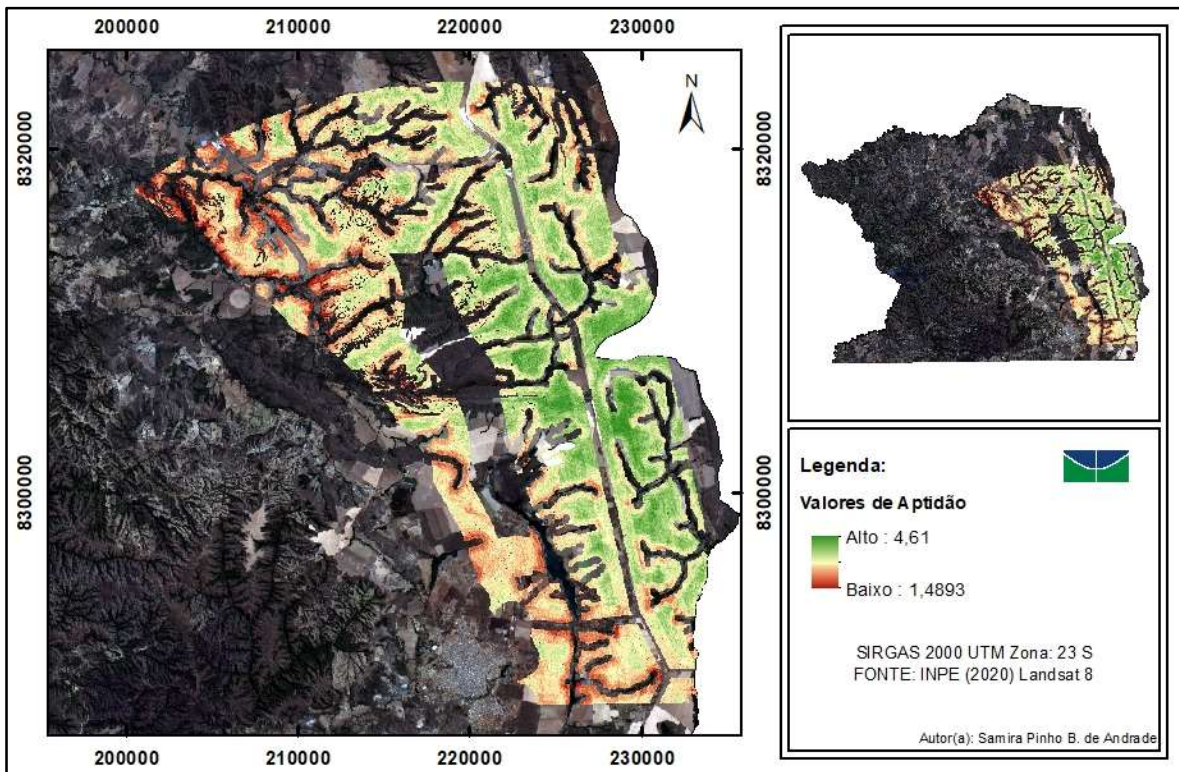 200000 210000 220000 230000
8320000
8300000
N
8320000
8300000
200000 210000 220000 230000
Legenda:
Valores de Aptidão
Alto : 4,61
Baixo : 1,4893
SIRGAS 2000 UTM Zona: 23 S
FONTE: INPE (2020) Landsat 8
Autor(a): Samira Pinho B. de Andrade